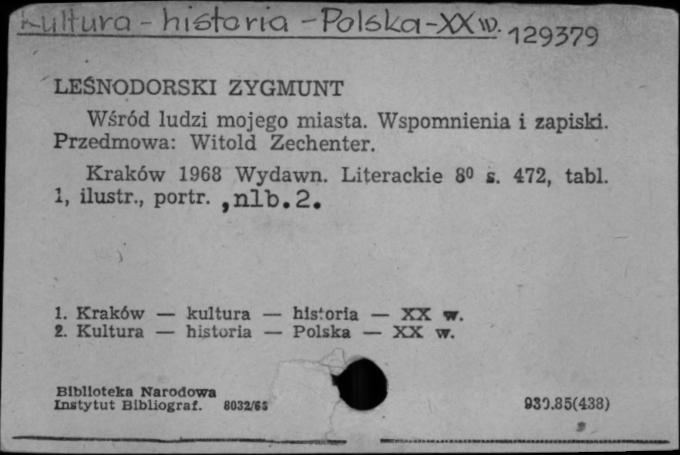 Kultura - historia - Polska - XX w. 129379
LEŚNODORSKI ZYGMUNT
Wśród ludzi mojego miasta. Wspomnienia i zapiski.
Przedmowa: Witold Zechenter.
Kraków 1968 Wydawn. Literackie 8⁰ s. 472, tabl.
1, ilustr., portr. ,nlb.2.
1. Kraków — kultura — historia — XX w.
2. Kultura — historia — Polska — XX w.
Biblioteka Narodowa
Instytut Bibliograf. 930.85(438)